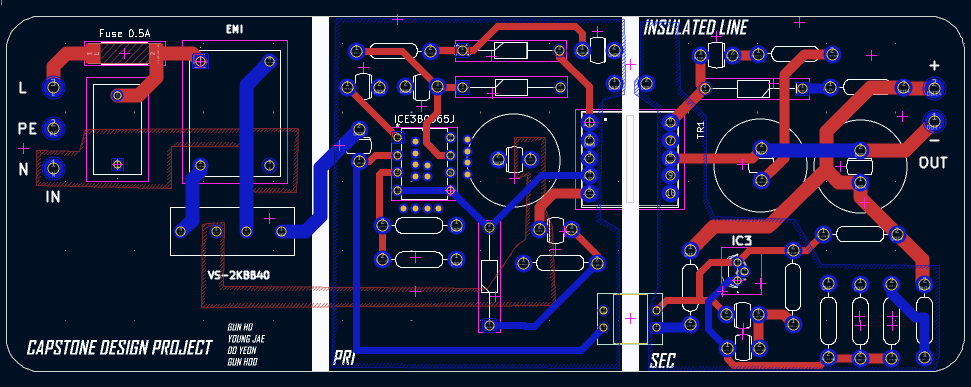 Fuse 0.5A
EMI
INSULATED LINE
L
+
ICE3B0365J
PE
TR1
−
N
OUT
IN
IC3
VS-2KBB40
GUN HO
YOUNG JAE
DO YEON
GUN HOO
CAPSTONE DESIGN PROJECT
PRI
SEC